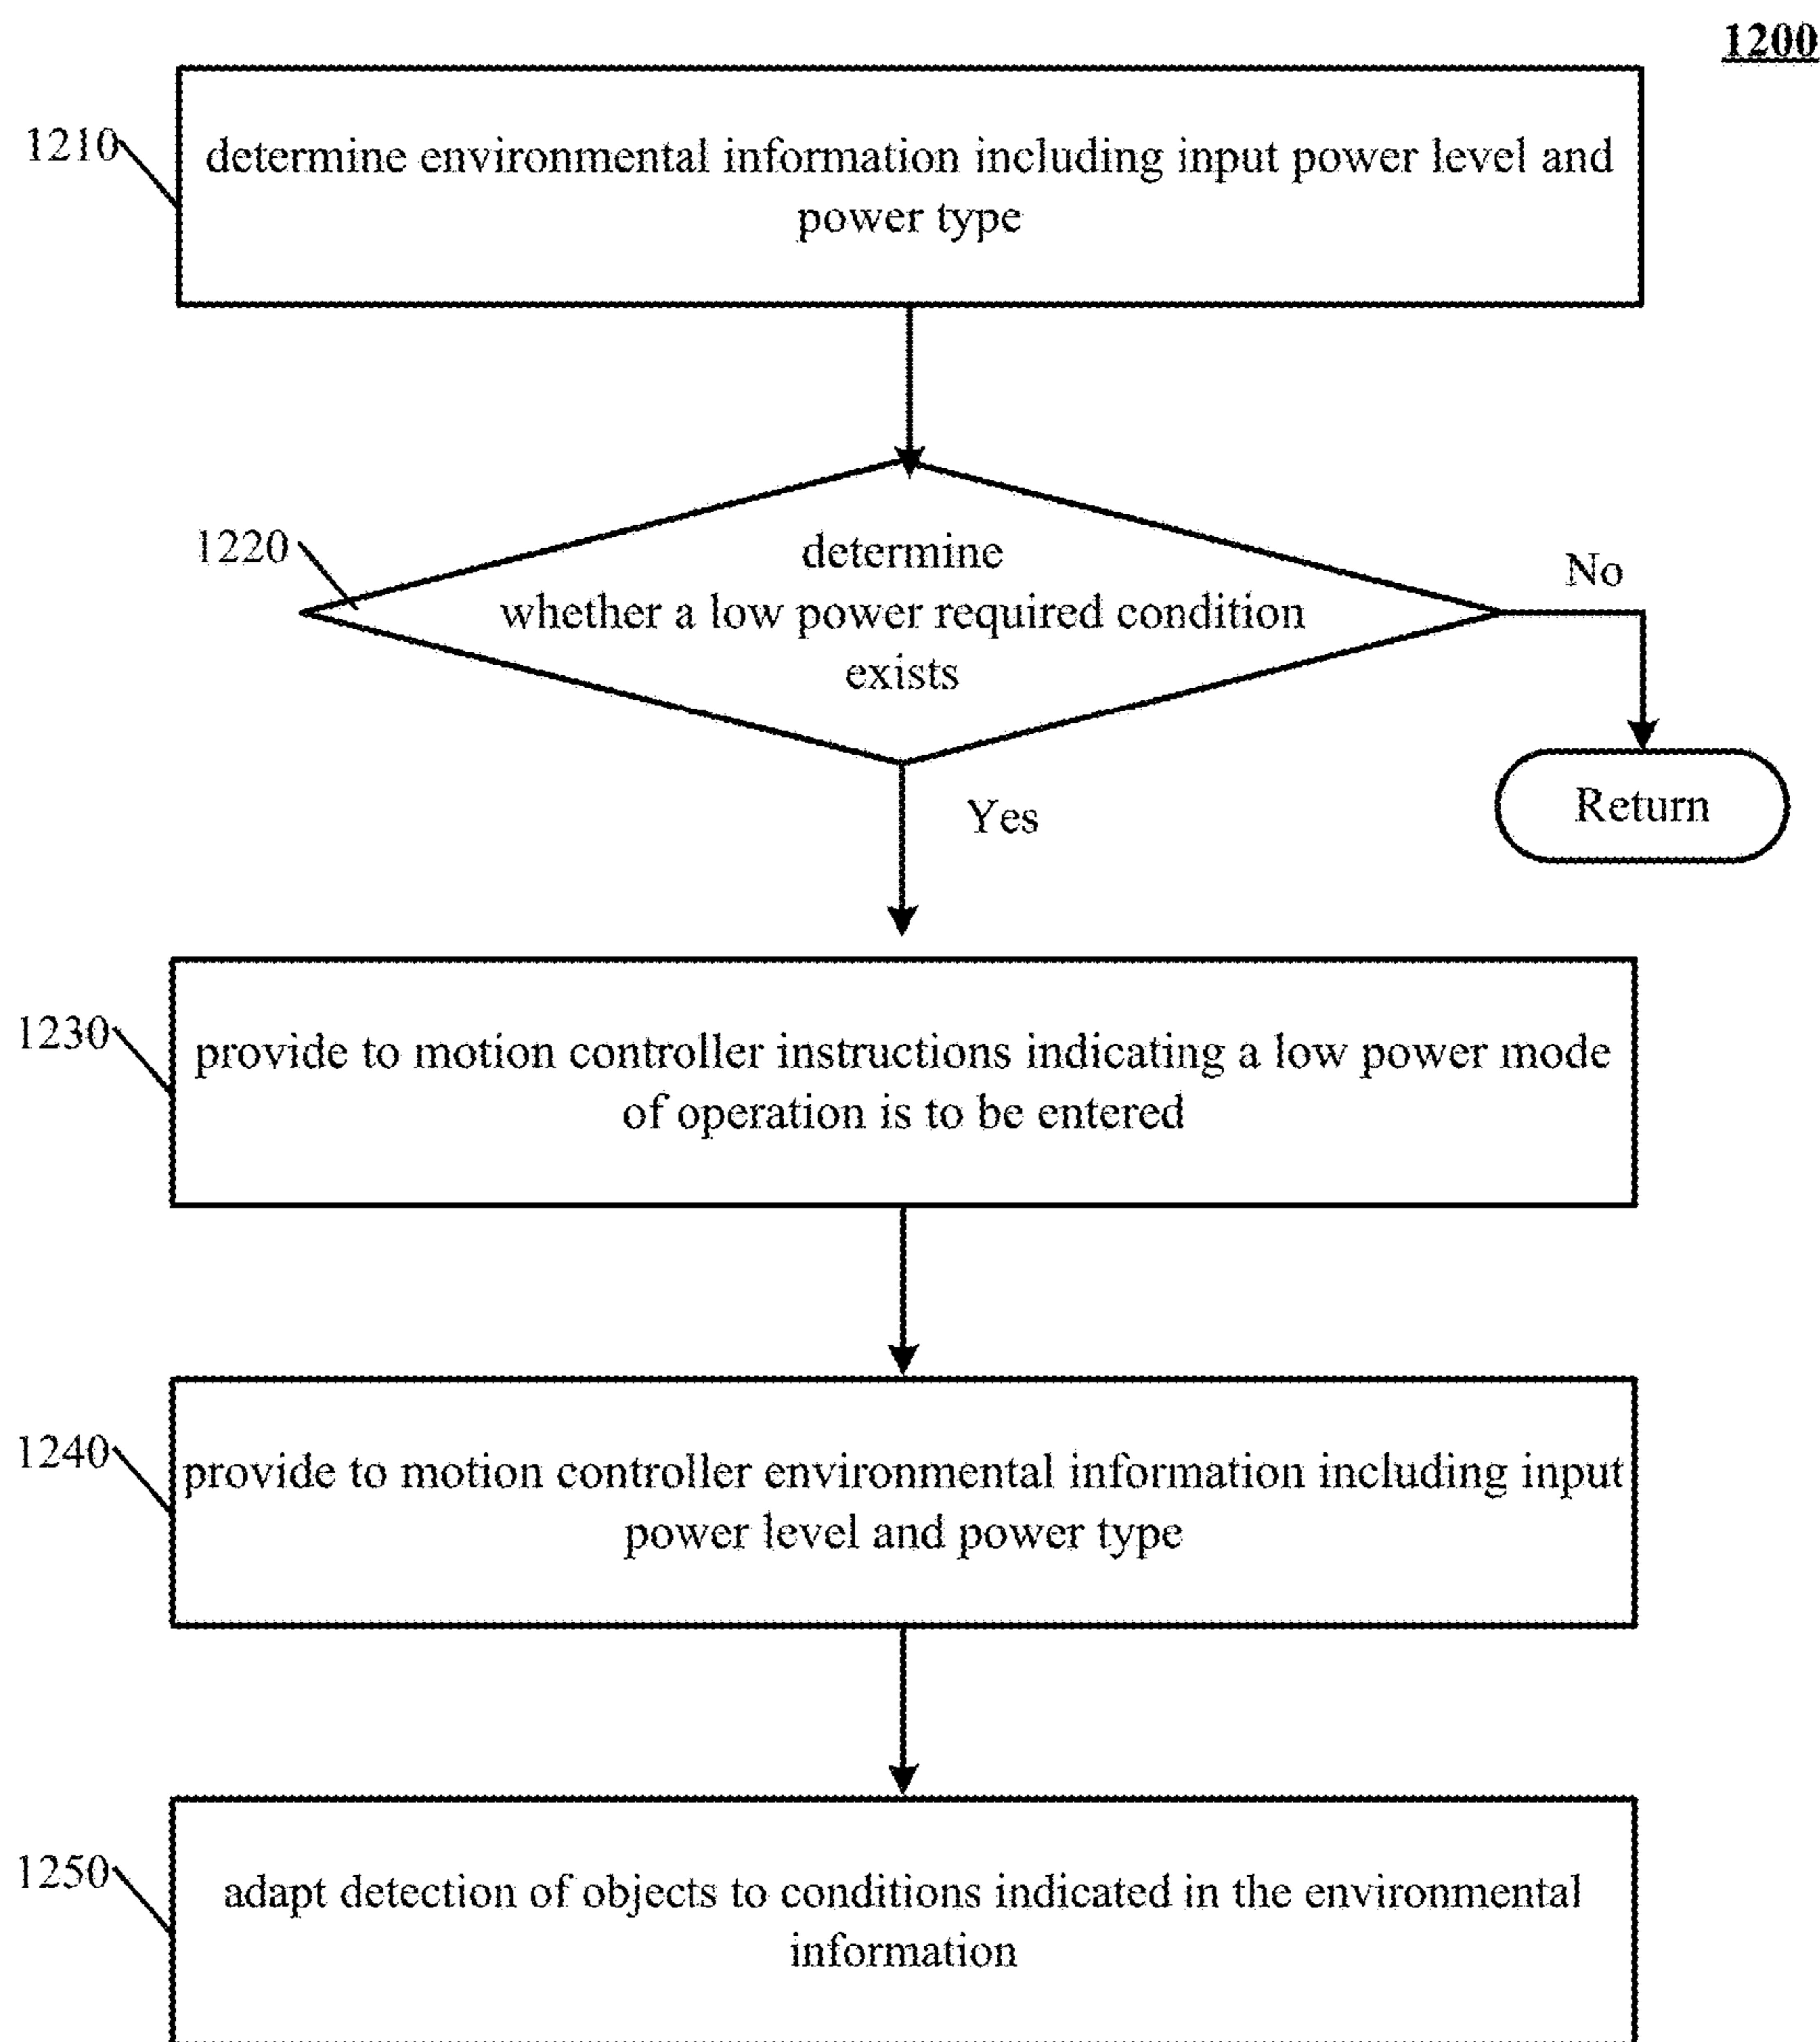 1200
1210
determine environmental information including input power level and
power type
1220
determine
whether a low power required condition
exists
No
Return
Yes
1230
provide to motion controller instructions indicating a low power mode
of operation is to be entered
1240
provide to motion controller environmental information including input
power level and power type
1250
adapt detection of objects to conditions indicated in the environmental
information